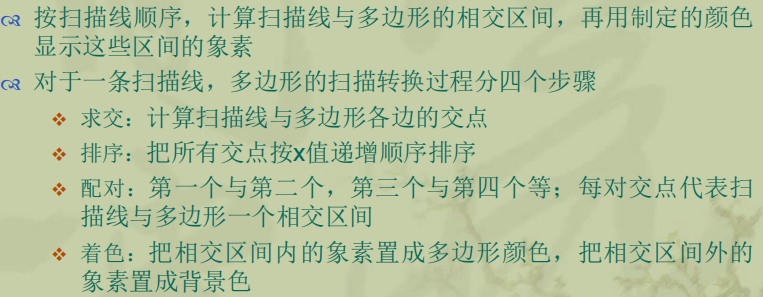 按扫描线顺序，计算扫描线与多边形的相交区间，再用制定的颜色
显示这些区间的象素
对于一条扫描线，多边形的扫描转换过程分四个步骤
求交：计算扫描线与多边形各边的交点
排序：把所有交点按x值递增顺序排序
配对：第一个与第二个，第三个与第四个等；每对交点代表扫
描线与多边形一个相交区间
着色：把相交区间内的象素置成多边形颜色，把相交区间外的
象素置成背景色